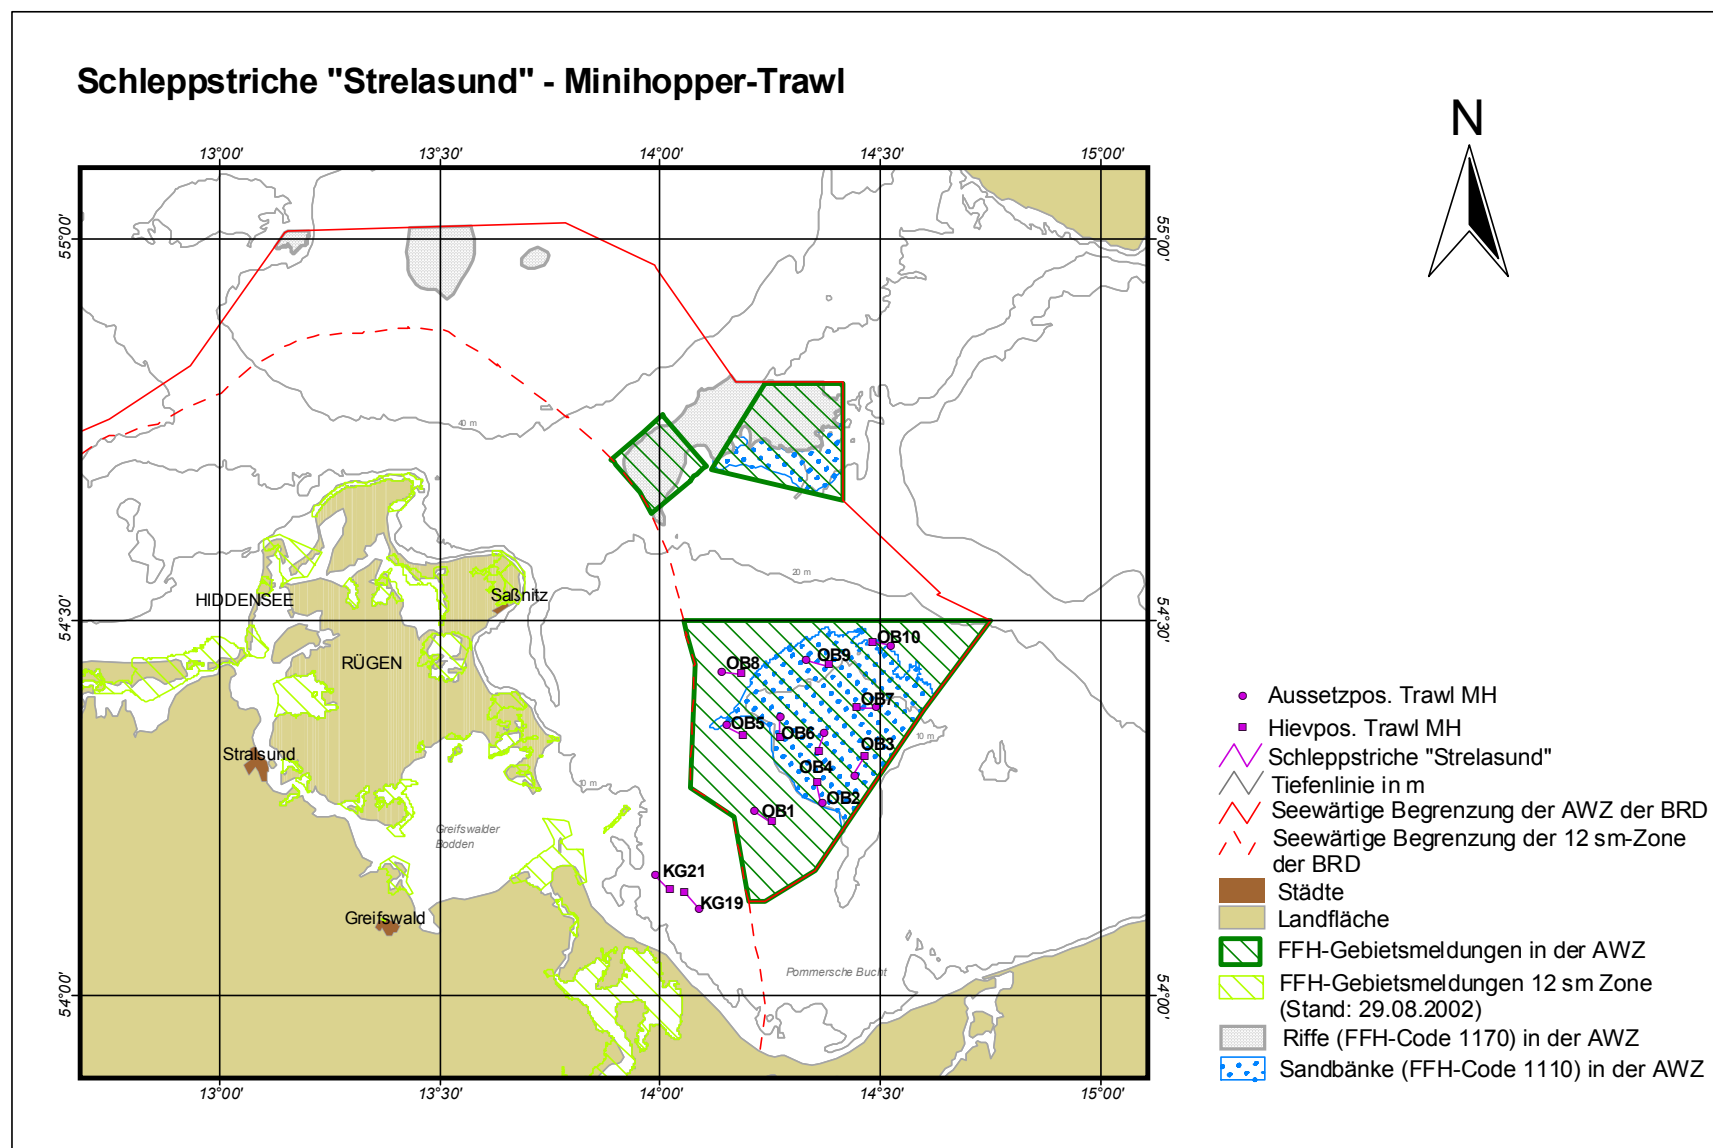 Schleppstriche "Strelasund" - Minihopper-Trawl
N
13°00'
13°30'
14°00'
14°30'
15°00'
55°00'
55°00'
40 m
20 m
54°30'
54°30'
HIDDENSEE
Saßnitz
RÜGEN
OB10
OB9
OB8
OB7
OB5
OB6
OB3
10 m
Stralsund
OB4
10 m
OB2
OB1
Greifswalder
Bodden
KG21
KG19
Greifswald
Pommersche Bucht
54°00'
54°00'
13°00'
13°30'
14°00'
14°30'
15°00'
Aussetzpos. Trawl MH
Hievpos. Trawl MH
Schleppstriche "Strelasund"
Tiefenlinie in m
Seewärtige Begrenzung der AWZ der BRD
Seewärtige Begrenzung der 12 sm-Zone
der BRD
Städte
Landfläche
FFH-Gebietsmeldungen in der AWZ
FFH-Gebietsmeldungen 12 sm Zone
(Stand: 29.08.2002)
Riffe (FFH-Code 1170) in der AWZ
Sandbänke (FFH-Code 1110) in der AWZ